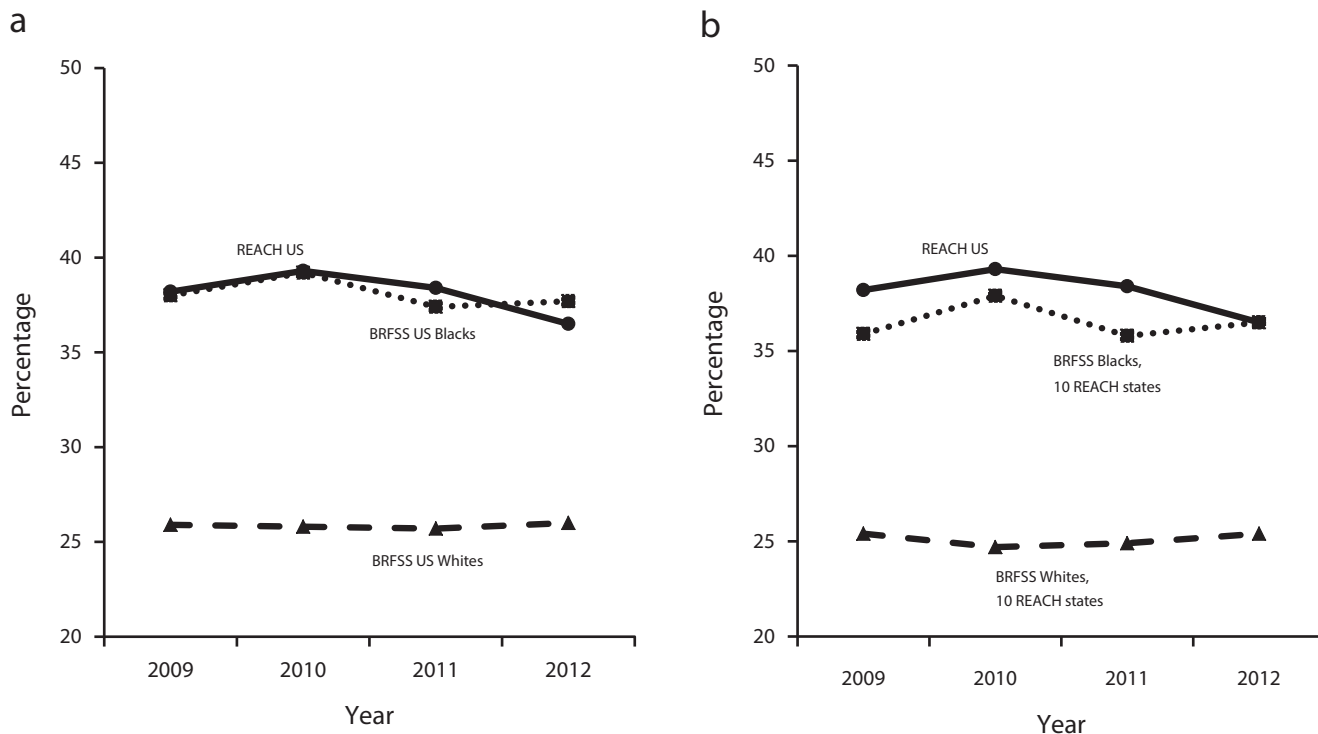 a
50
45
40
35
30
25
20
Percentage
REACH US
BRFSS US Blacks
BRFSS US Whites
2009 2010 2011 2012
Year
b
50
45
40
35
30
25
20
Percentage
REACH US
BRFSS Blacks,
10 REACH states
BRFSS Whites,
10 REACH states
2009 2010 2011 2012
Year